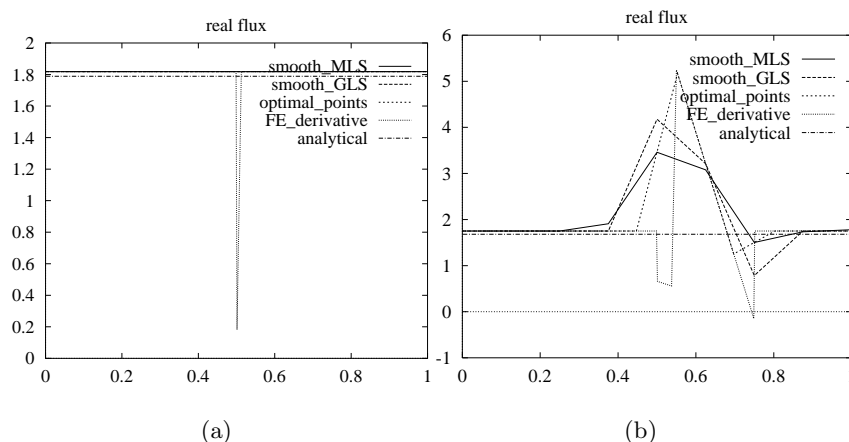 real flux
2
1.8
1.6
1.4
1.2
1
0.8
0.6
0.4
0.2
0
smooth_MLS
smooth_GLS
optimal_points
FE_derivative
analytical
0 0.2 0.4 0.6 0.8 1
(a)
real flux
6
5
4
3
2
1
0
-1
smooth_MLS
smooth_GLS
optimal_points
FE_derivative
analytical
0 0.2 0.4 0.6 0.8
(b)